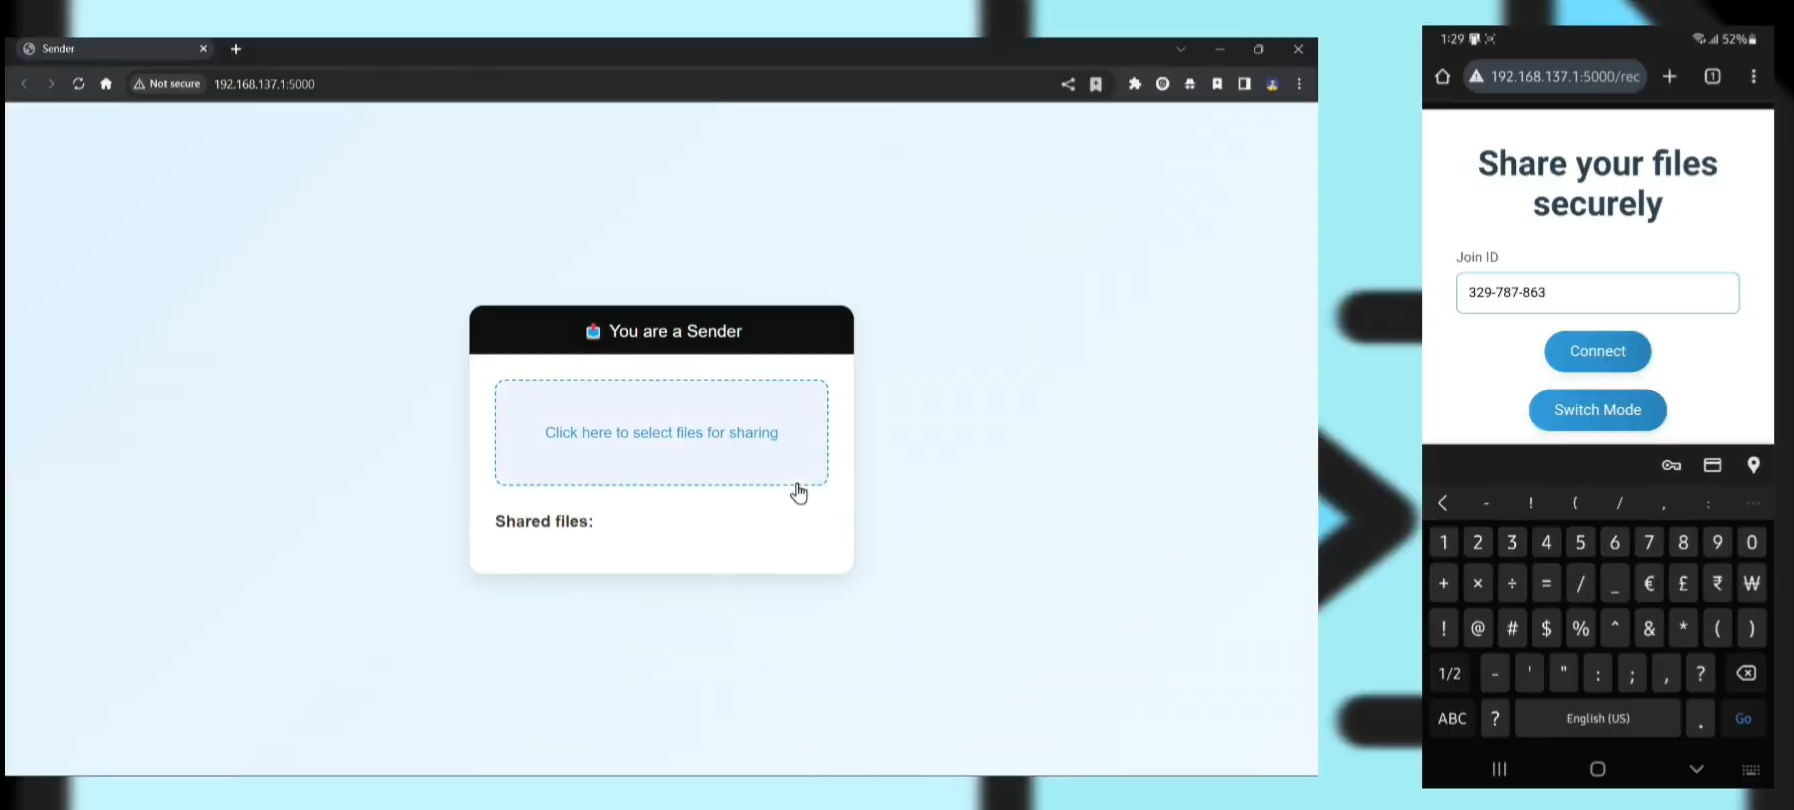 Sender
Not secure
192.168.137.1:5000
You are a Sender
Click here to select files for sharing
Shared files:
1:29
52%
192.168.137.1:5000/rec
1
Share your files
securely
Join ID
329-787-863
Connect
Switch Mode
- ! ( / , : ...
1 2 3 4 5 6 7 8 9 0
+ × ÷ = / _ € £ ₹ ₩
! @ # $ % ^ & * ( )
1/2 - ' " : ; , ?
ABC ? English (US) . Go